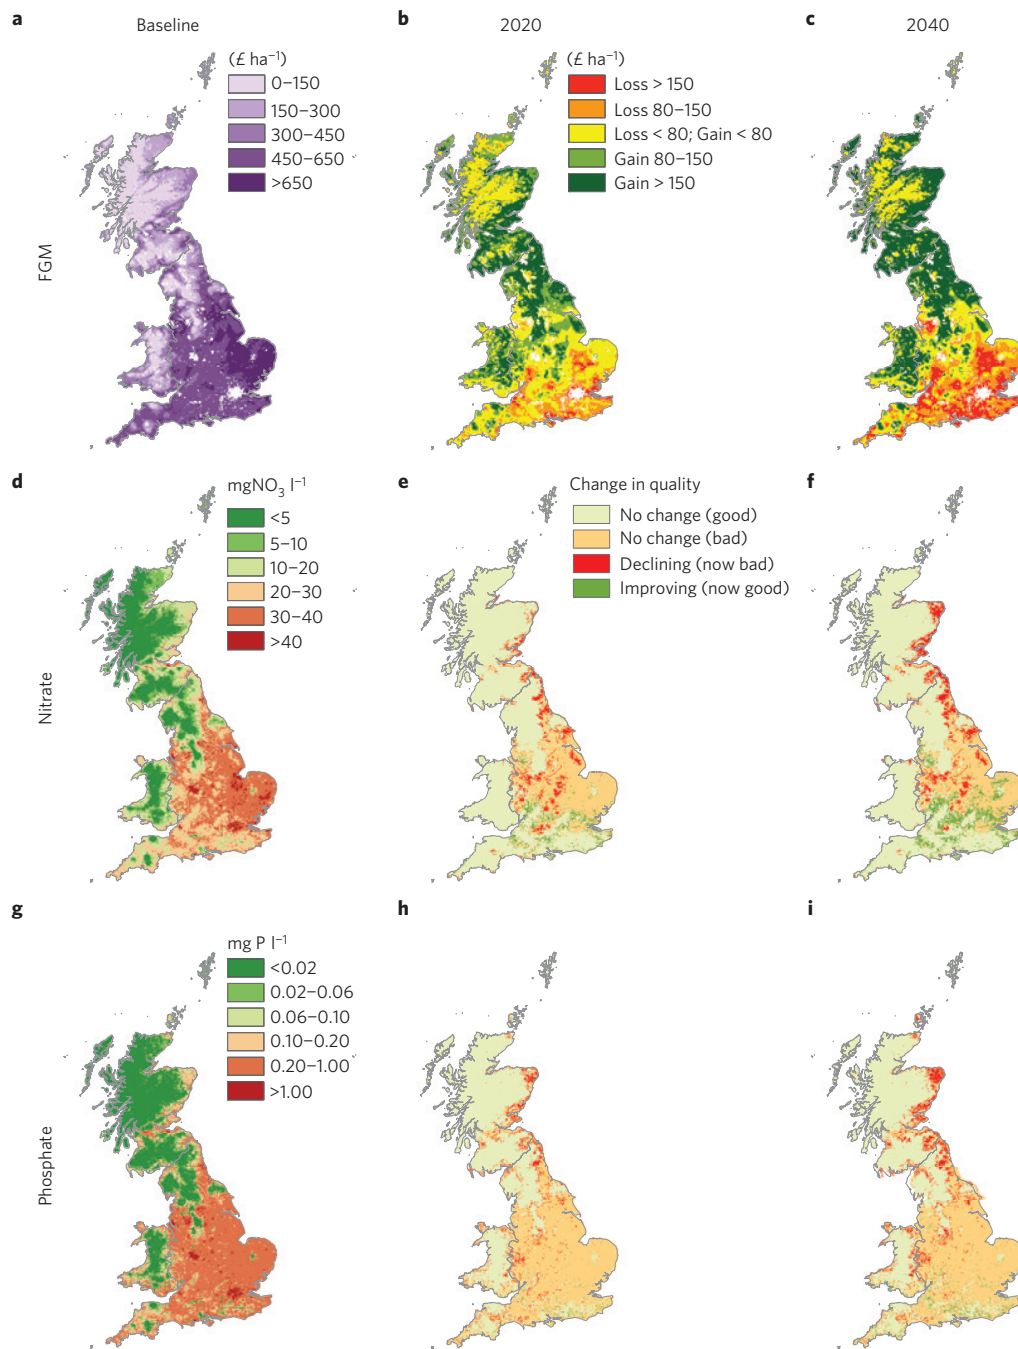 a Baseline b 2020 c 2040
(£ ha⁻¹)
0–150
150–300
300–450
450–650
>650
(£ ha⁻¹)
Loss > 150
Loss 80–150
Loss < 80; Gain < 80
Gain 80–150
Gain > 150
FGM
d e f
mgNO₃ l⁻¹
<5
5–10
10–20
20–30
30–40
>40
Change in quality
No change (good)
No change (bad)
Declining (now bad)
Improving (now good)
Nitrate
g h i
mg P l⁻¹
<0.02
0.02–0.06
0.06–0.10
0.10–0.20
0.20–1.00
>1.00
Phosphate